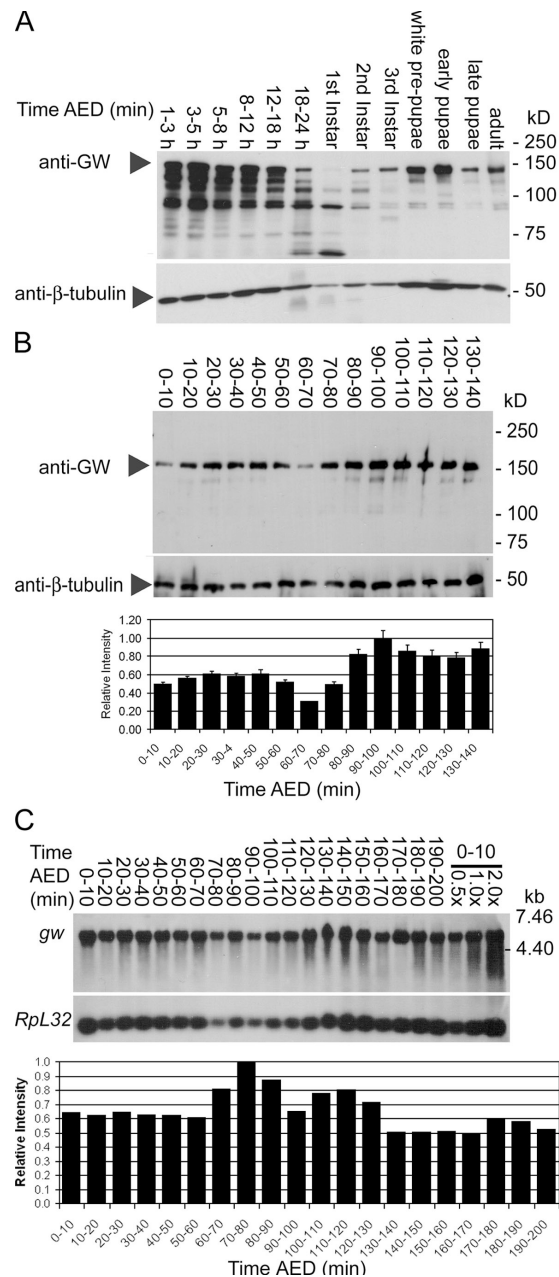 A
Time AED (min)
1-3 h
3-5 h
5-8 h
8-12 h
12-18 h
18-24 h
1st Instar
2nd Instar
3rd Instar
white pre-pupae
early pupae
late pupae
adult
kD
- 250
anti-GW
- 150
- 100
- 75
anti-β-tubulin
- 50
B
0-10
10-20
20-30
30-40
40-50
50-60
60-70
70-80
80-90
90-100
100-110
110-120
120-130
130-140
kD
- 250
anti-GW
- 150
- 100
- 75
anti-β-tubulin
- 50
Relative Intensity
1.20
1.00
0.80
0.60
0.40
0.20
0.00
0-10
10-20
20-30
30-4
40-50
50-60
60-70
70-80
80-90
90-100
100-110
110-120
120-130
130-140
Time AED (min)
C
Time
AED
(min)
0-10
10-20
20-30
30-40
40-50
50-60
60-70
70-80
80-90
90-100
100-110
110-120
120-130
130-140
140-150
150-160
160-170
170-180
180-190
190-200
0-10
0.5x
1.0x
2.0x
kb
7.46
gw
- 4.40
RpL32
Relative Intensity
1.0
0.9
0.8
0.7
0.6
0.5
0.4
0.3
0.2
0.1
0.0
0-10
10-20
20-30
30-40
40-50
50-60
60-70
70-80
80-90
90-100
100-110
110-120
120-130
130-140
140-150
150-160
160-170
170-180
180-190
190-200
Time AED (min)